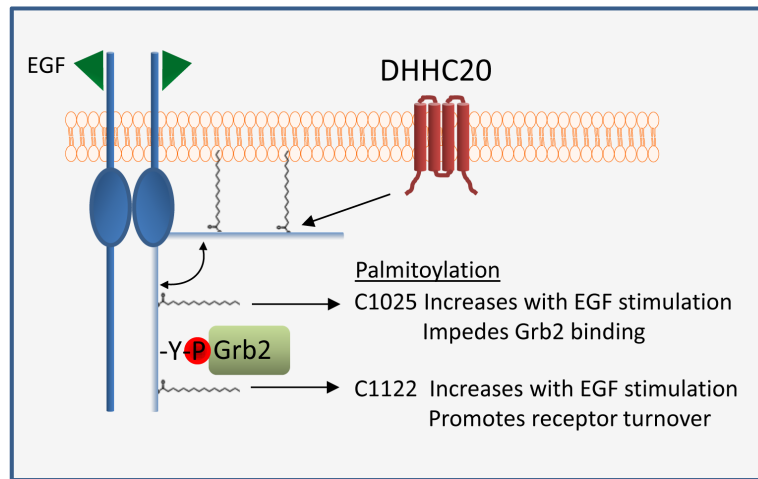 EGF
DHHC20
Palmitoylation
C1025 Increases with EGF stimulation
Impedes Grb2 binding
-Y-P Grb2
C1122 Increases with EGF stimulation
Promotes receptor turnover